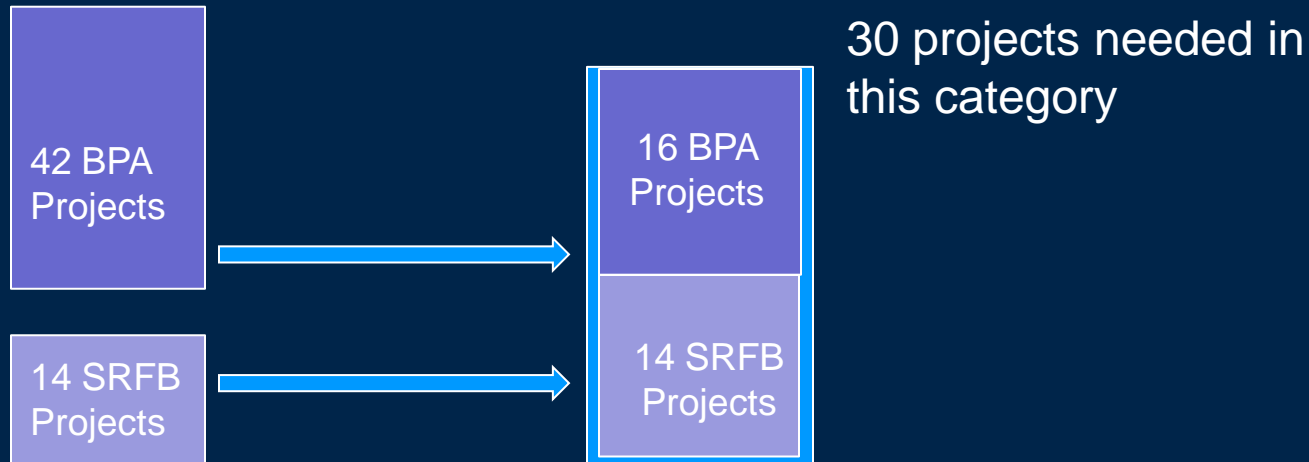 30 projects needed in
this category
42 BPA
Projects
16 BPA
Projects
14 SRFB
Projects
14 SRFB
Projects